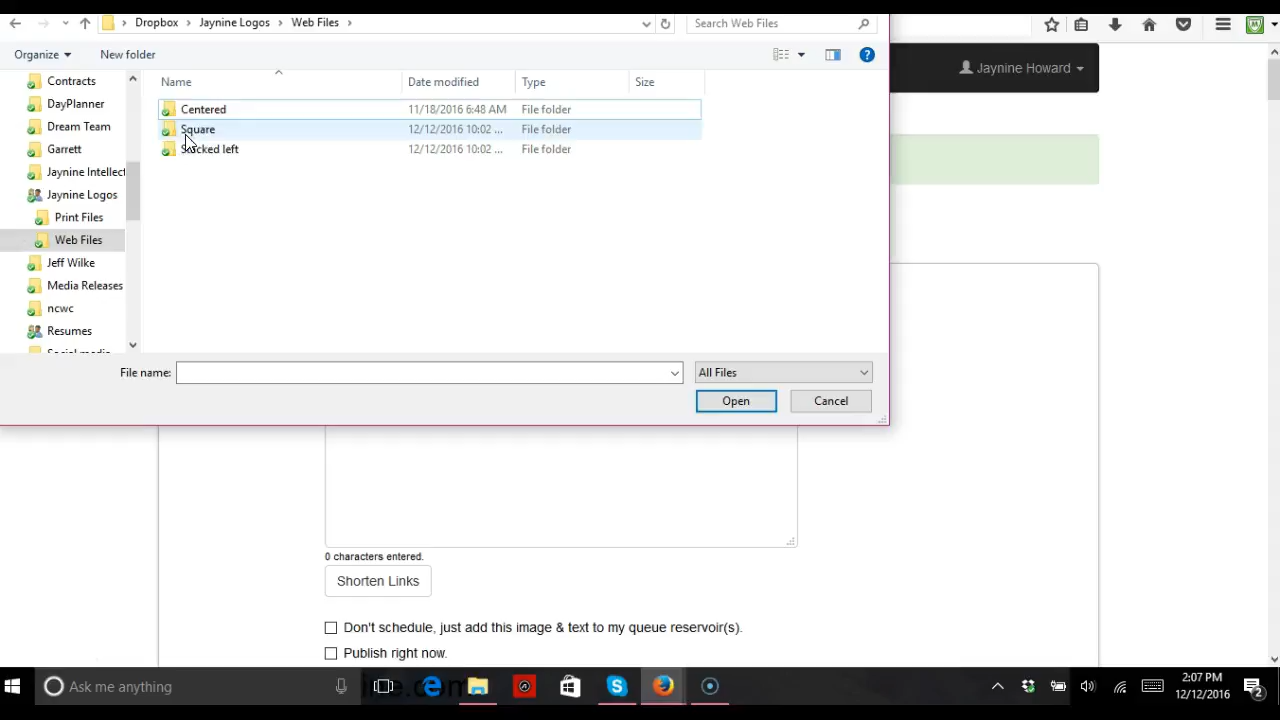 Dropbox > Jaynine Logos > Web Files >
Search Web Files
Organize
New folder
Jaynine Howard
Name
Date modified
Type
Size
Contracts
DayPlanner
Dream Team
Garrett
Jaynine Intellect
Jaynine Logos
Print Files
Web Files
Jeff Wilke
Media Releases
ncwc
Resumes
Social media
Centered 11/18/2016 6:48 AM File folder
Square 12/12/2016 10:02 ... File folder
Stacked left 12/12/2016 10:02 ... File folder
File name:
All Files
Open
Cancel
0 characters entered.
Shorten Links
Don't schedule, just add this image & text to my queue reservoir(s).
Publish right now.
Ask me anything
2:07 PM
12/12/2016
2